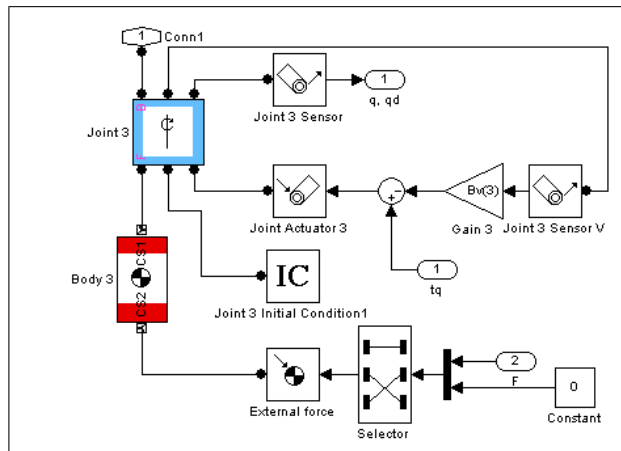 1
Conn1
B
F
Joint 3
Joint 3 Sensor
1
q, qd
Joint Actuator 3
Bv(3)
Gain 3
Joint 3 Sensor V
1
tq
CS1
CS2
Body 3
IC
Joint 3 Initial Condition1
External force
Selector
2
F
0
Constant